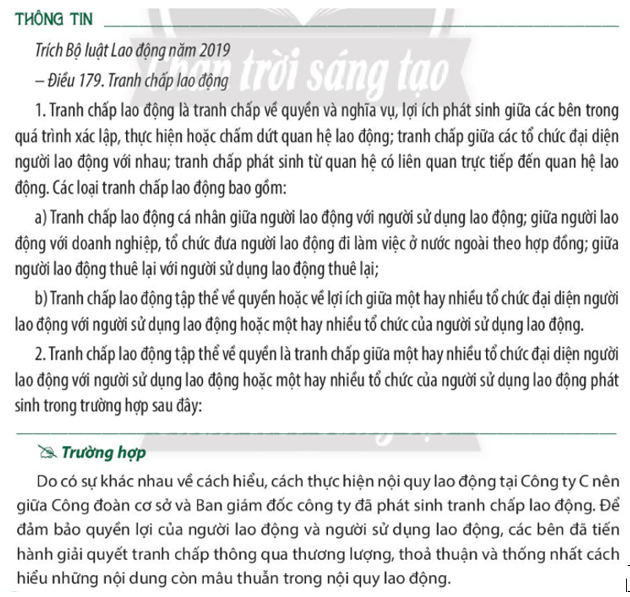 THÔNG TIN
Trích Bộ luật Lao động năm 2019
– Điều 179. Tranh chấp lao động
1. Tranh chấp lao động là tranh chấp về quyền và nghĩa vụ, lợi ích phát sinh giữa các bên trong
quá trình xác lập, thực hiện hoặc chấm dứt quan hệ lao động; tranh chấp giữa các tổ chức đại diện
người lao động với nhau; tranh chấp phát sinh từ quan hệ có liên quan trực tiếp đến quan hệ lao
động. Các loại tranh chấp lao động bao gồm:
a) Tranh chấp lao động cá nhân giữa người lao động với người sử dụng lao động; giữa người lao
động với doanh nghiệp, tổ chức đưa người lao động đi làm việc ở nước ngoài theo hợp đồng; giữa
người lao động thuê lại với người sử dụng lao động thuê lại;
b) Tranh chấp lao động tập thể về quyền hoặc về lợi ích giữa một hay nhiều tổ chức đại diện người
lao động với người sử dụng lao động hoặc một hay nhiều tổ chức của người sử dụng lao động.
2. Tranh chấp lao động tập thể về quyền là tranh chấp giữa một hay nhiều tổ chức đại diện người
lao động với người sử dụng lao động hoặc một hay nhiều tổ chức của người sử dụng lao động phát
sinh trong trường hợp sau đây:
Trường hợp
Do có sự khác nhau về cách hiểu, cách thực hiện nội quy lao động tại Công ty C nên
giữa Công đoàn cơ sở và Ban giám đốc công ty đã phát sinh tranh chấp lao động. Để
đảm bảo quyền lợi của người lao động và người sử dụng lao động, các bên đã tiến
hành giải quyết tranh chấp thông qua thương lượng, thoả thuận và thống nhất cách
hiểu những nội dung còn mâu thuẫn trong nội quy lao động.